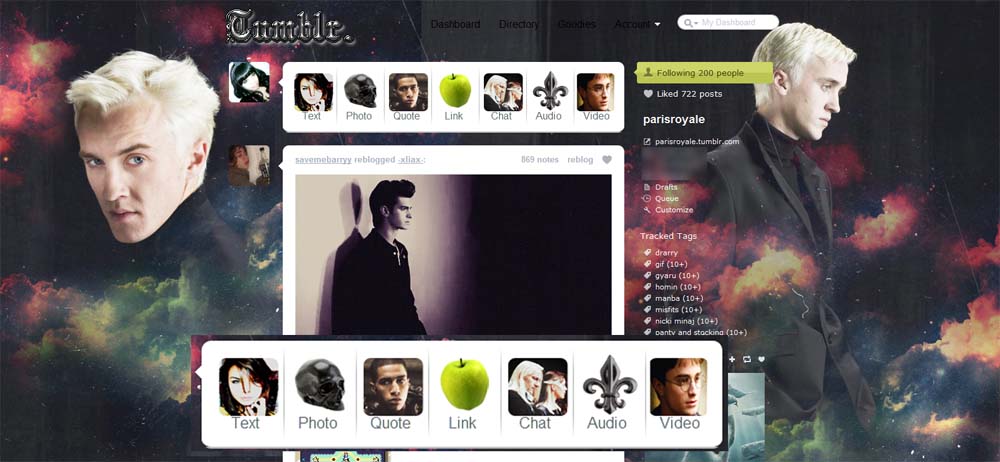 Tumblr.
Dashboard Directory Goodies Account
My Dashboard
Text Photo Quote Link Chat Audio Video
Following 200 people
Liked 722 posts
parisroyale
parisroyale.tumblr.com
Drafts
Queue
Customize
Tracked Tags
drarry
gif (10+)
gyaru (10+)
homin (10+)
manba (10+)
misfits (10+)
nicki minaj (10+)
panty and stocking (10+)
savemebarryy reblogged -xliax-:
869 notes reblog
Text Photo Quote Link Chat Audio Video